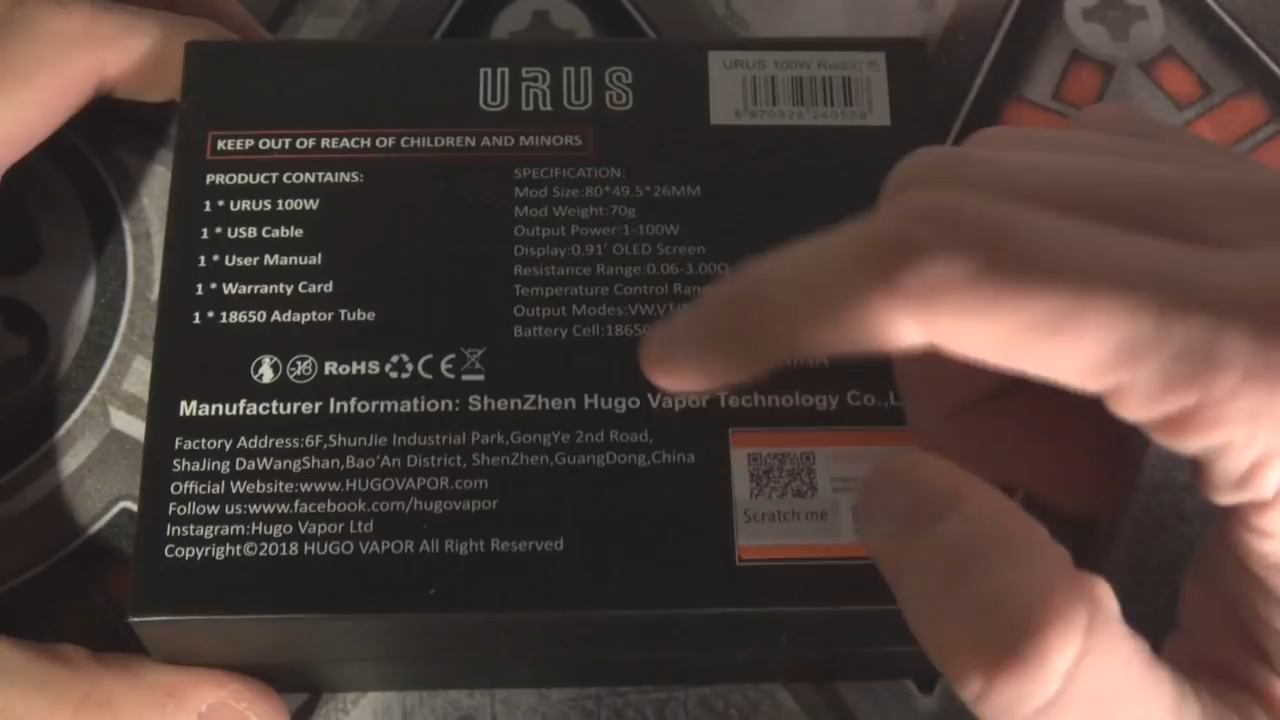 URUS
URUS 100W
6 970328 240508
KEEP OUT OF REACH OF CHILDREN AND MINORS
PRODUCT CONTAINS:
1 * URUS 100W
1 * USB Cable
1 * User Manual
1 * Warranty Card
1 * 18650 Adaptor Tube
SPECIFICATION:
Mod Size:80*49.5*26MM
Mod Weight:70g
Output Power:1-100W
Display:0.91' OLED Screen
Resistance Range:0.06-3.00Ω
Temperature Control
Output Modes:VW,
Battery Cell:18650
RoHS CE
Manufacturer Information: ShenZhen Hugo Vapor Technology Co.,L
Factory Address:6F,ShunJie Industrial Park,GongYe 2nd Road,
ShaJing DaWangShan,Bao'An District, ShenZhen,GuangDong,China
Official Website:www.HUGOVAPOR.com
Follow us:www.facebook.com/hugovapor
Instagram:Hugo Vapor Ltd
Copyright©2018 HUGO VAPOR All Right Reserved
Scratch me